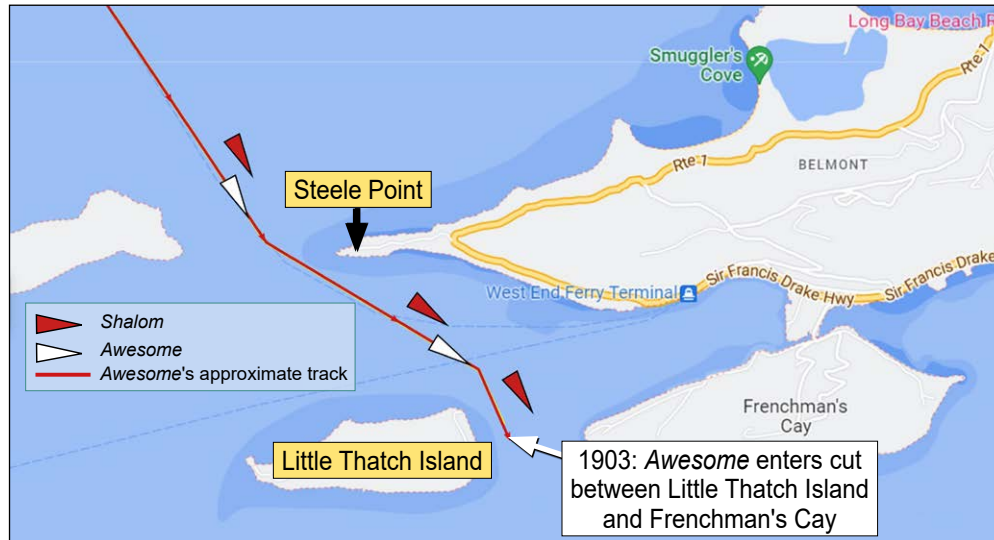 Long Bay Beach R
Smuggler's
Cove
Rte 1
Rte 1
BELMONT
Steele Point
West End Ferry Terminal
Sir Francis Drake Hwy
Sir Francis Drake
Shalom
Awesome
Awesome's approximate track
Frenchman's
Cay
Little Thatch Island
1903: Awesome enters cut
between Little Thatch Island
and Frenchman's Cay